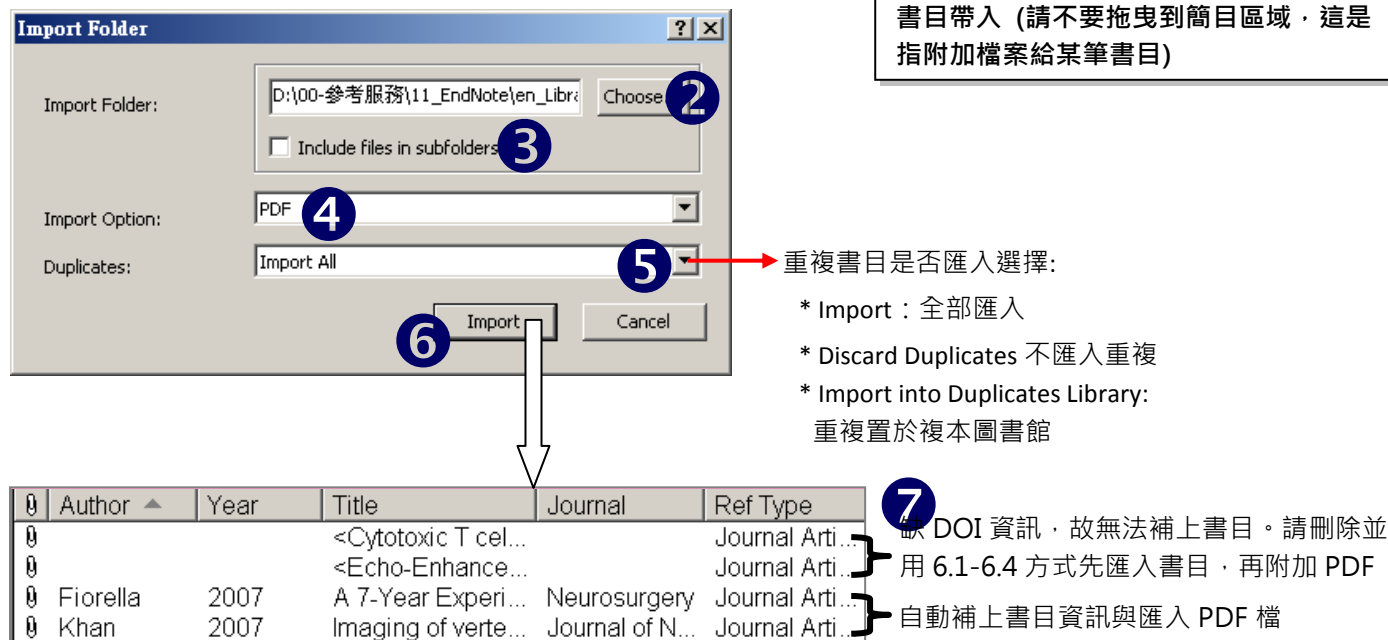 書目帶入 (請不要拖曳到簡目區域，這是
指附加檔案給某筆書目)
Import Folder
Import Folder:
D:\00-參考服務\11_EndNote\en_Libra
Choose
2
Include files in subfolders
3
Import Option:
PDF
4
Duplicates:
Import All
5
6
Import
Cancel
重複書目是否匯入選擇:
* Import：全部匯入
* Discard Duplicates 不匯入重複
* Import into Duplicates Library:
重複置於複本圖書館
Author Year Title Journal Ref Type
<Cytotoxic T cel... Journal Arti...
<Echo-Enhance... Journal Arti...
Fiorella 2007 A 7-Year Experi... Neurosurgery Journal Arti...
Khan 2007 Imaging of verte... Journal of N... Journal Arti...
7
缺 DOI 資訊，故無法補上書目。請刪除並
用 6.1-6.4 方式先匯入書目，再附加 PDF
自動補上書目資訊與匯入 PDF 檔